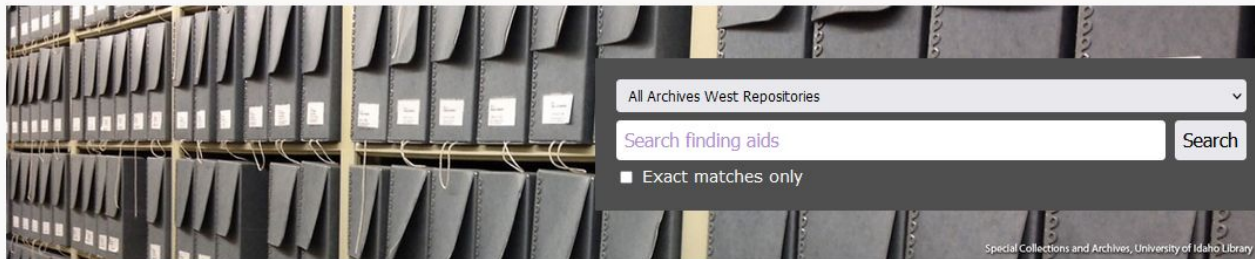 All Archives West Repositories
Search finding aids
Search
Exact matches only
Special Collections and Archives, University of Idaho Library